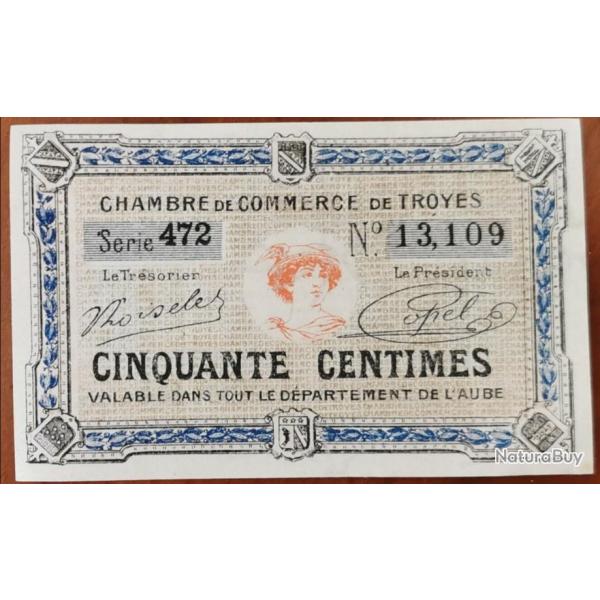 CHAMBRE DE COMMERCE DE TROYES
Serie 472 No. 13,109
Le Trésorier Le Président
CINQUANTE CENTIMES
VALABLE DANS TOUT LE DÉPARTEMENT DE L'AUBE
NaturaBuy